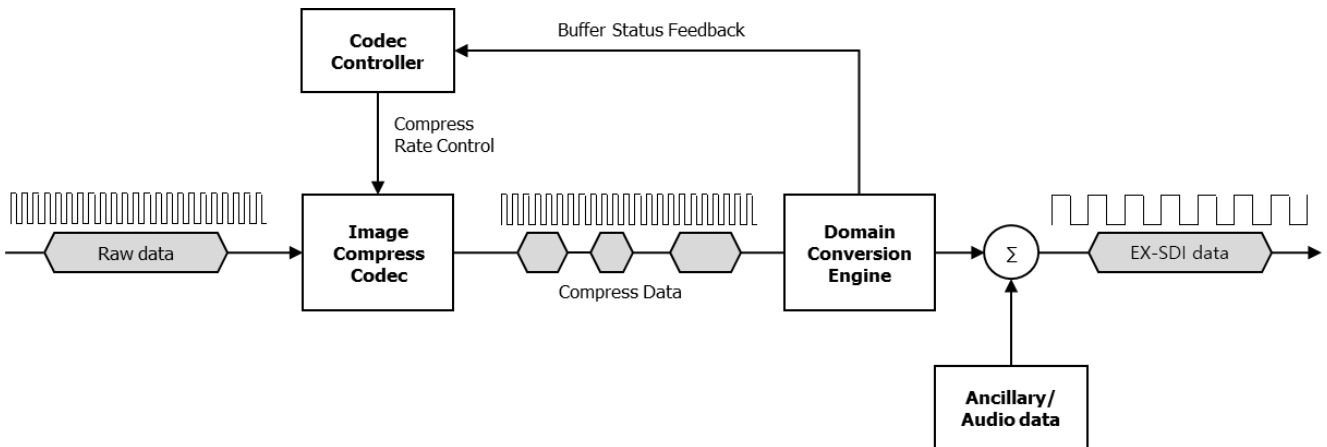 Codec
Controller
Buffer Status Feedback
Compress
Rate Control
Raw data
Image
Compress
Codec
Compress Data
Domain
Conversion
Engine
Σ
EX-SDI data
Ancillary/
Audio data